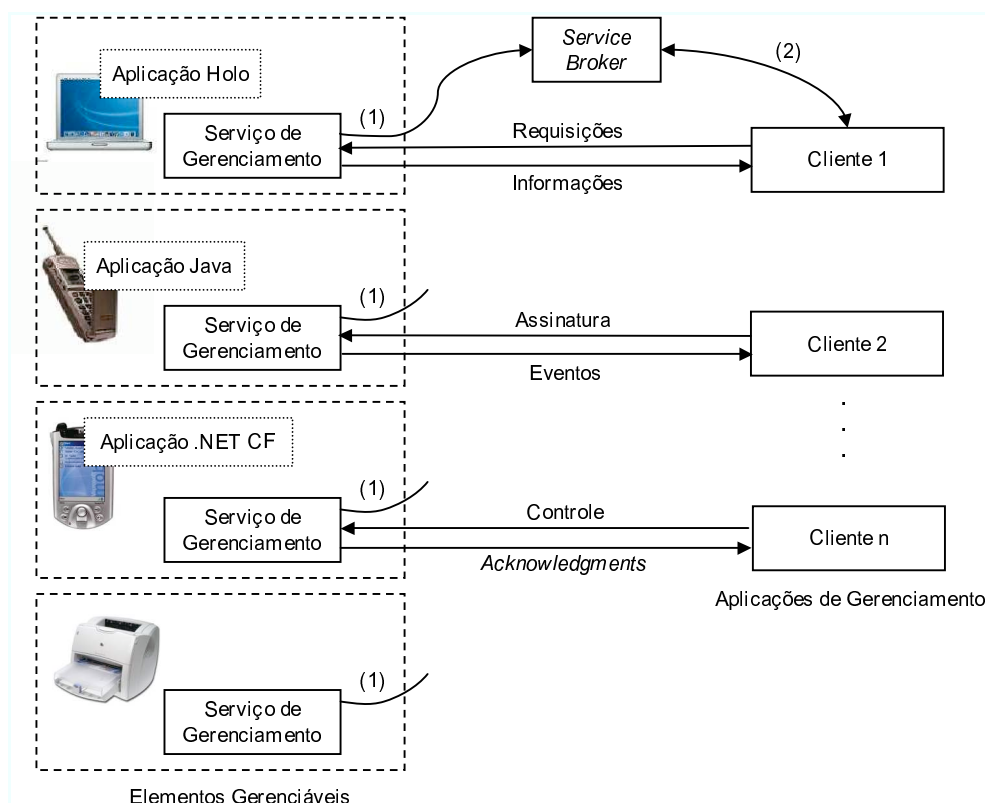 Service
Broker
(2)
Aplicação Holo
(1)
Serviço de
Gerenciamento
Requisições
Informações
Cliente 1
Aplicação Java
(1)
Serviço de
Gerenciamento
Assinatura
Eventos
Cliente 2
.
.
.
Aplicação .NET CF
(1)
Serviço de
Gerenciamento
Controle
Acknowledgments
Cliente n
Aplicações de Gerenciamento
(1)
Serviço de
Gerenciamento
Elementos Gerenciáveis